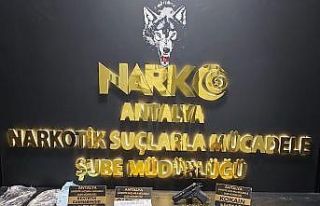 NARKO
ANTALYA
NARKOTİK SUÇLARLA MÜCADELE
ŞUBE MÜDÜRLÜĞÜ
ANTALYA
ANTALYA
ANTALYA
KOKAİN